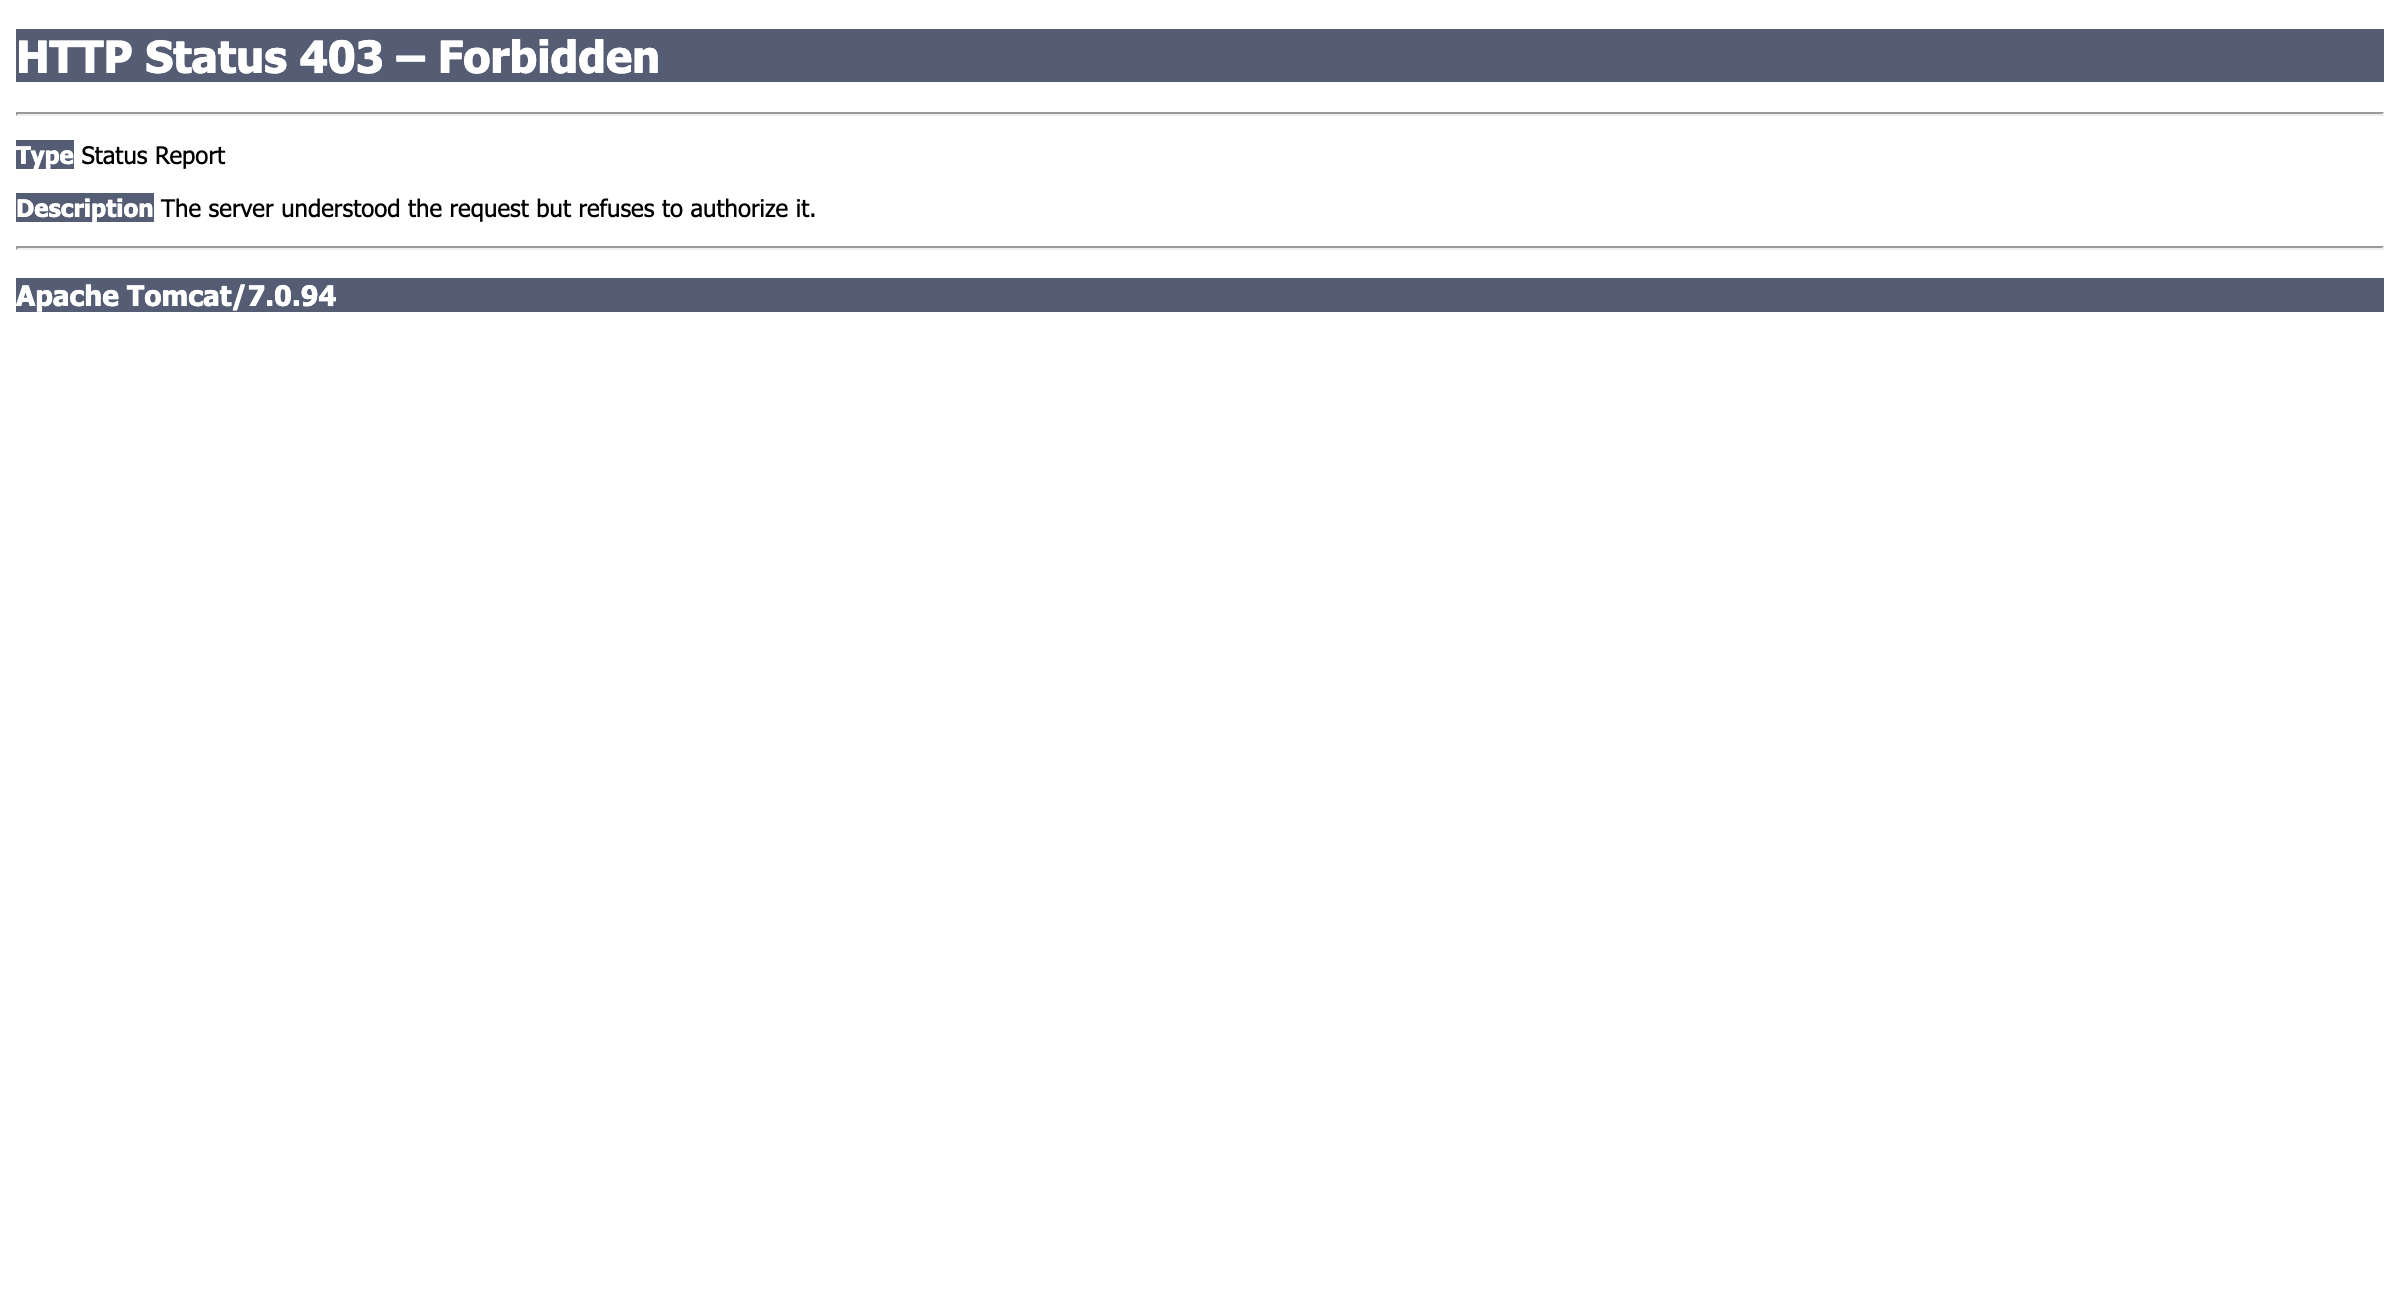 HTTP Status 403 – Forbidden
Type Status Report
Description The server understood the request but refuses to authorize it.
Apache Tomcat/7.0.94